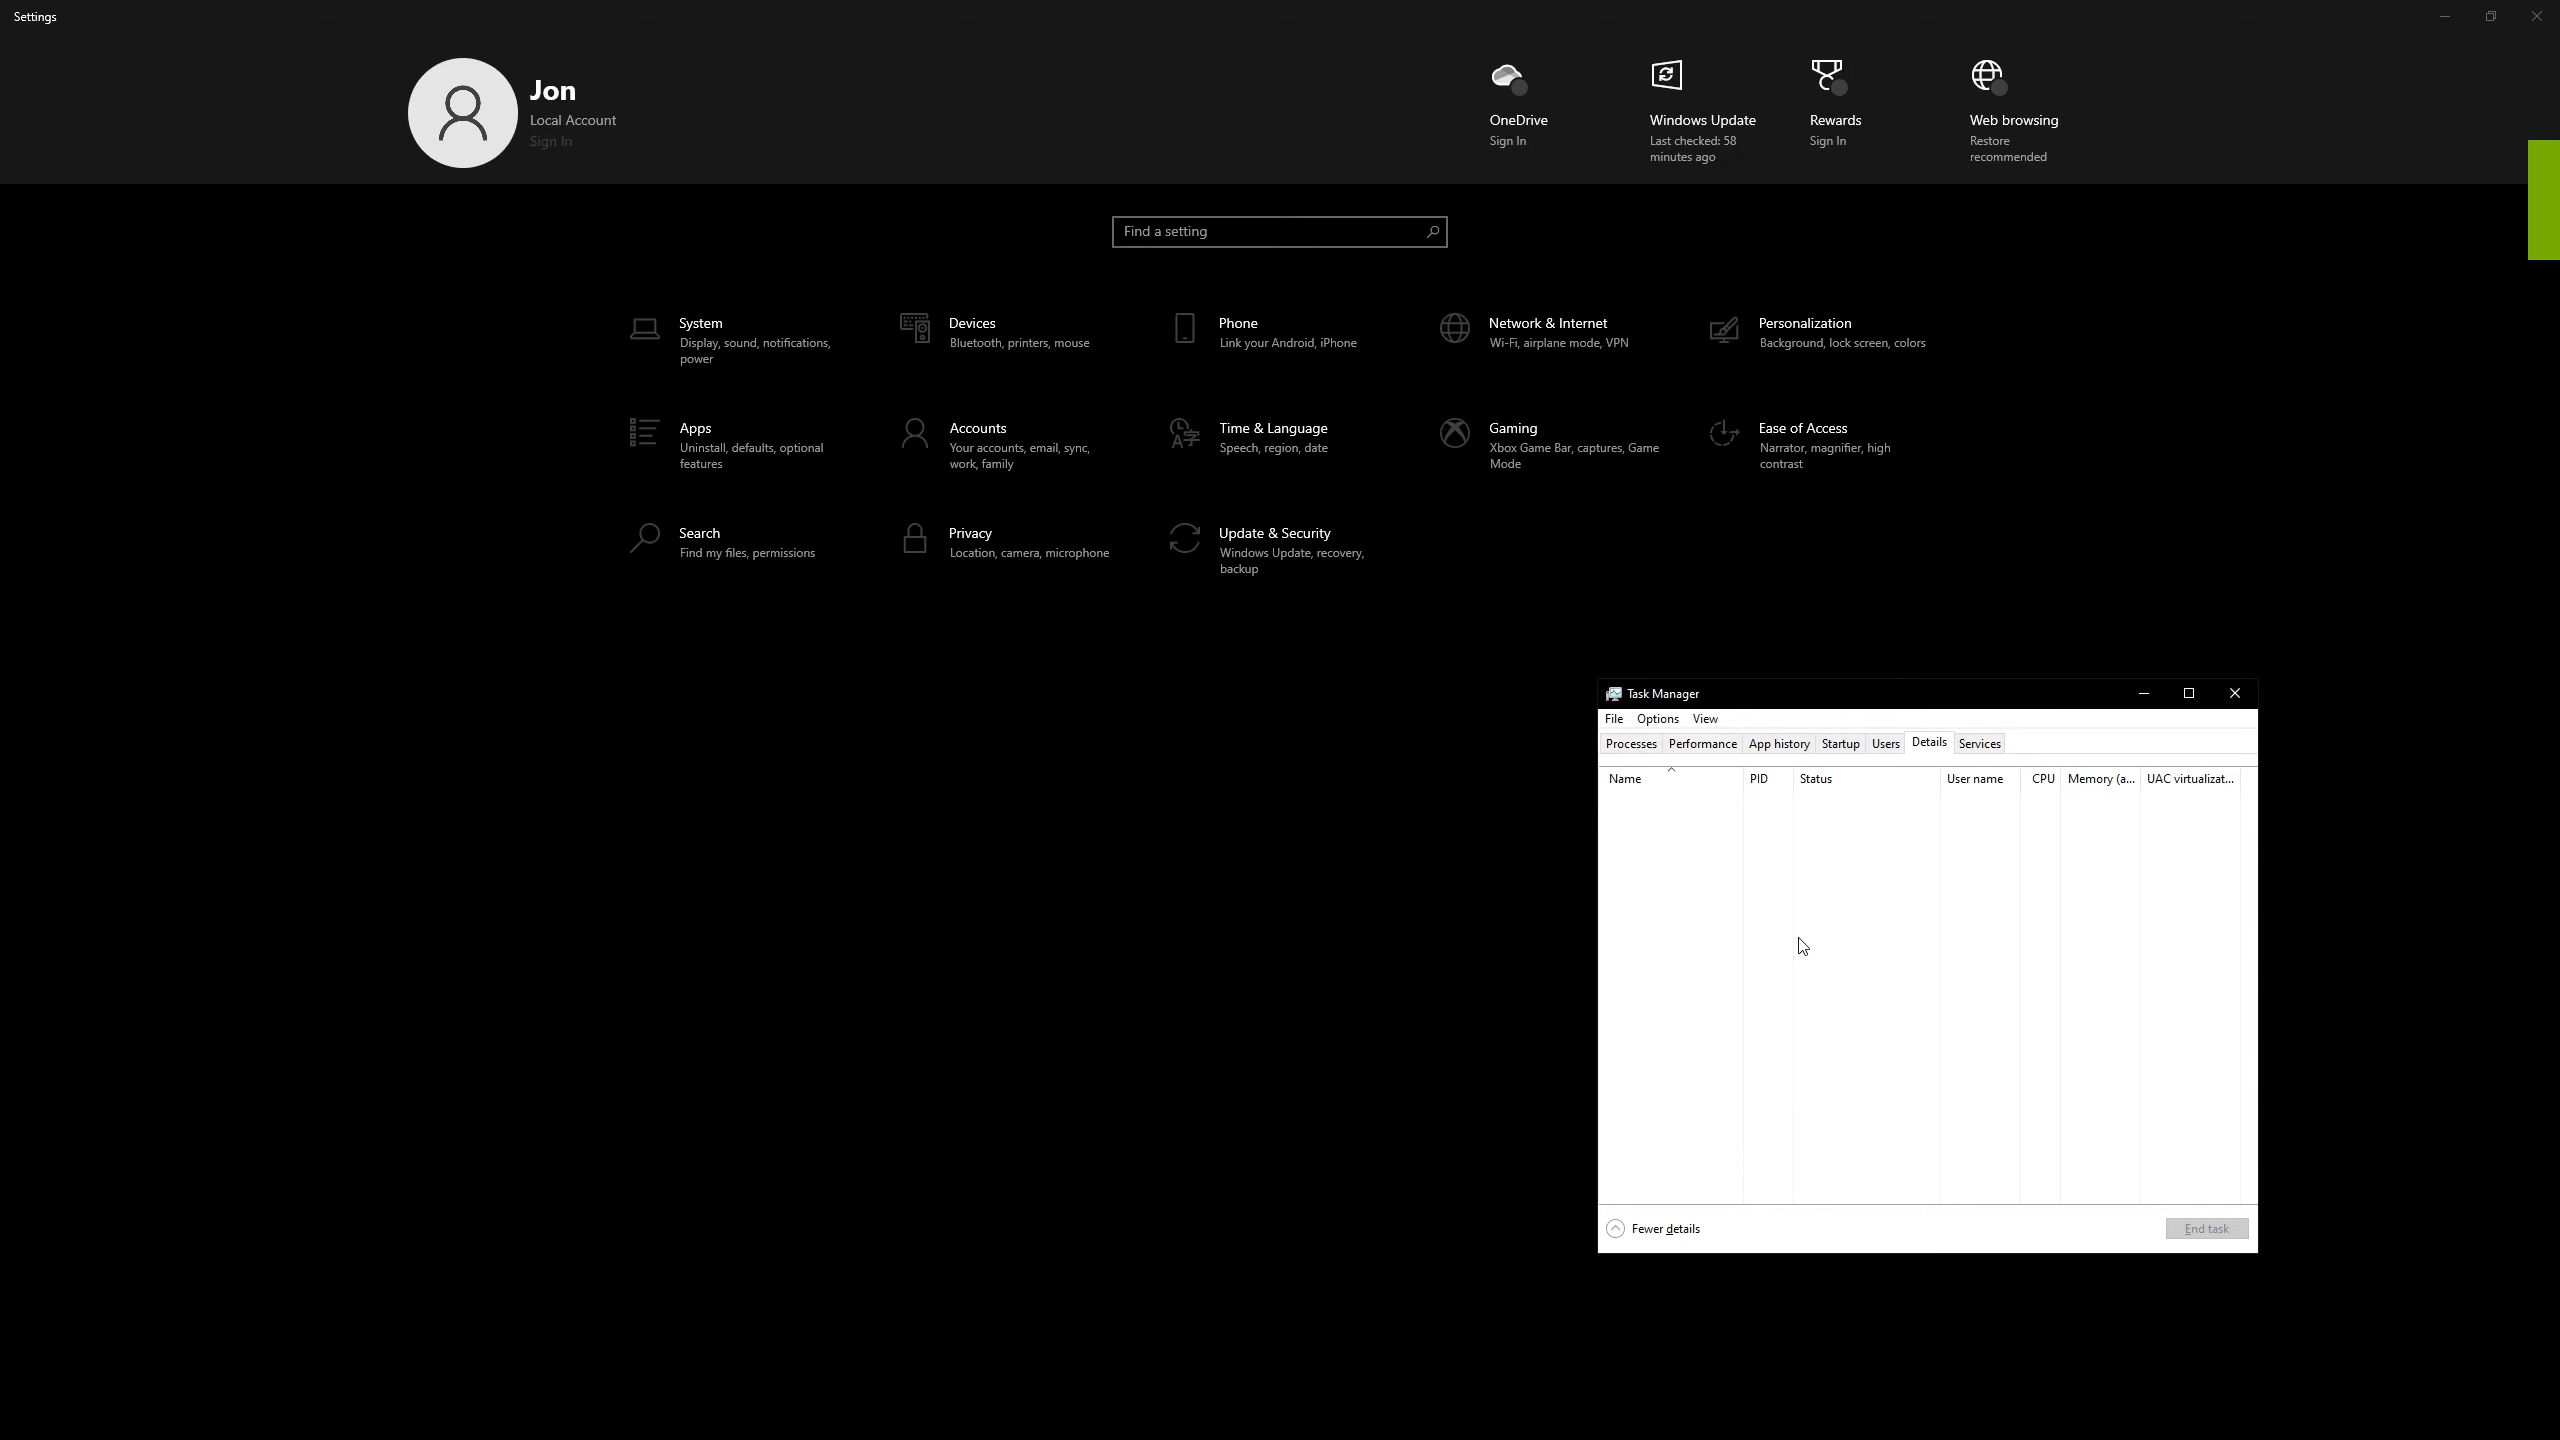 Settings
Jon
Local Account
Sign In
OneDrive
Sign In
Windows Update
Last checked: 58
minutes ago
Rewards
Sign In
Web browsing
Restore
recommended
Find a setting
System
Display, sound, notifications,
power
Devices
Bluetooth, printers, mouse
Phone
Link your Android, iPhone
Network & Internet
Wi-Fi, airplane mode, VPN
Personalization
Background, lock screen, colors
Apps
Uninstall, defaults, optional
features
Accounts
Your accounts, email, sync,
work, family
Time & Language
Speech, region, date
Gaming
Xbox Game Bar, captures, Game
Mode
Ease of Access
Narrator, magnifier, high
contrast
Search
Find my files, permissions
Privacy
Location, camera, microphone
Update & Security
Windows Update, recovery,
backup
Task Manager
File Options View
Processes Performance App history Startup Users Details Services
Name PID Status User name CPU Memory (a... UAC virtualizat...
Fewer details
End task